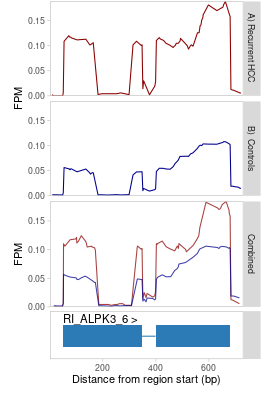 0.15
0.10
0.05
0.00
A) Recurrent HCC
FPM
0.15
0.10
0.05
0.00
B): Controls
0.15
0.10
0.05
0.00
FPM
Combined
RI_ALPK3_6 >
200
400
600
Distance from region start (bp)